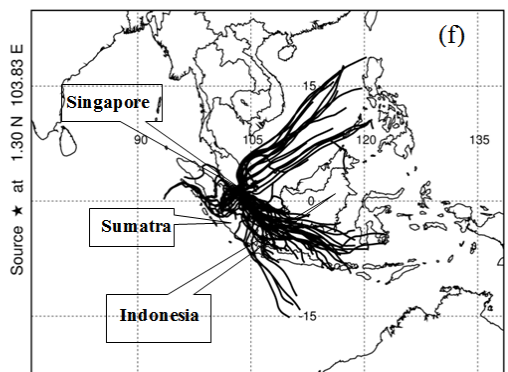 (f)
15
Singapore
90
105
120
135
0
Sumatra
Indonesia
-15
Source ★ at 1.30 N 103.83 E